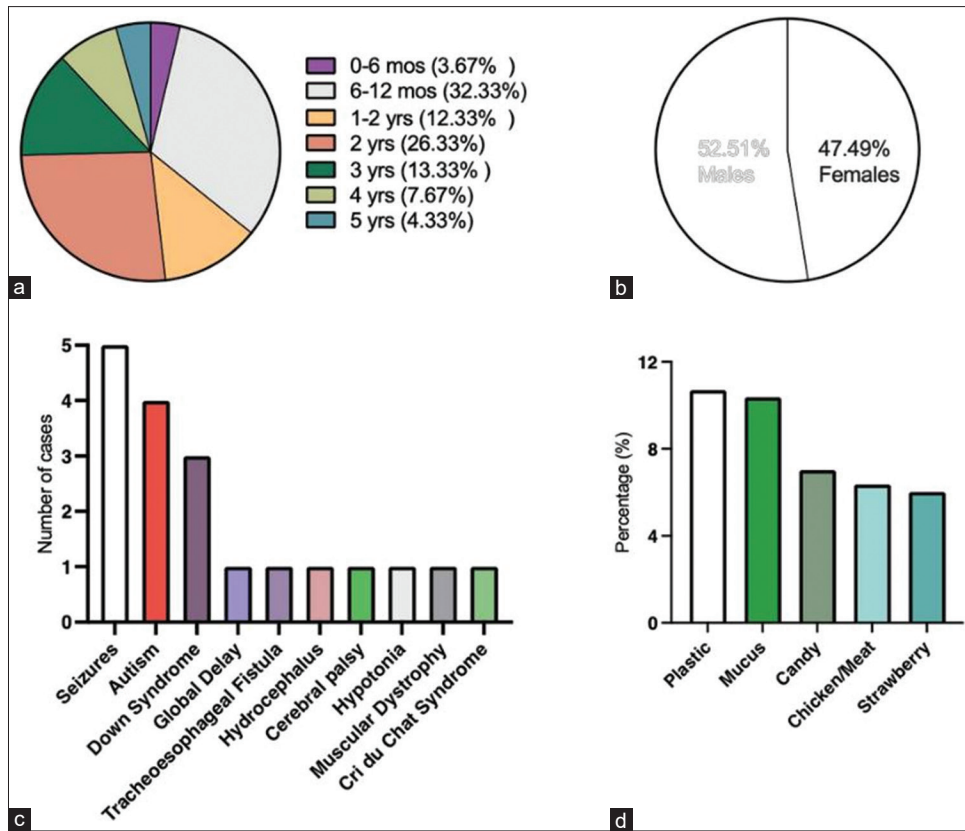 0-6 mos (3.67% )
6-12 mos (32.33%)
1-2 yrs (12.33% )
2 yrs (26.33%)
3 yrs (13.33% )
4 yrs (7.67%)
5 yrs (4.33%)
a
52.51%
Males
47.49%
Females
b
Number of cases
5
4
3
2
1
0
Seizures
Autism
Down Syndrome
Global Delay
Tracheoesophageal Fistula
Hydrocephalus
Cerebral palsy
Hypotonia
Muscular Dystrophy
Cri du Chat Syndrome
c
Percentage (%)
12
8
4
0
Plastic
Mucus
Candy
Chicken/Meat
Strawberry
d